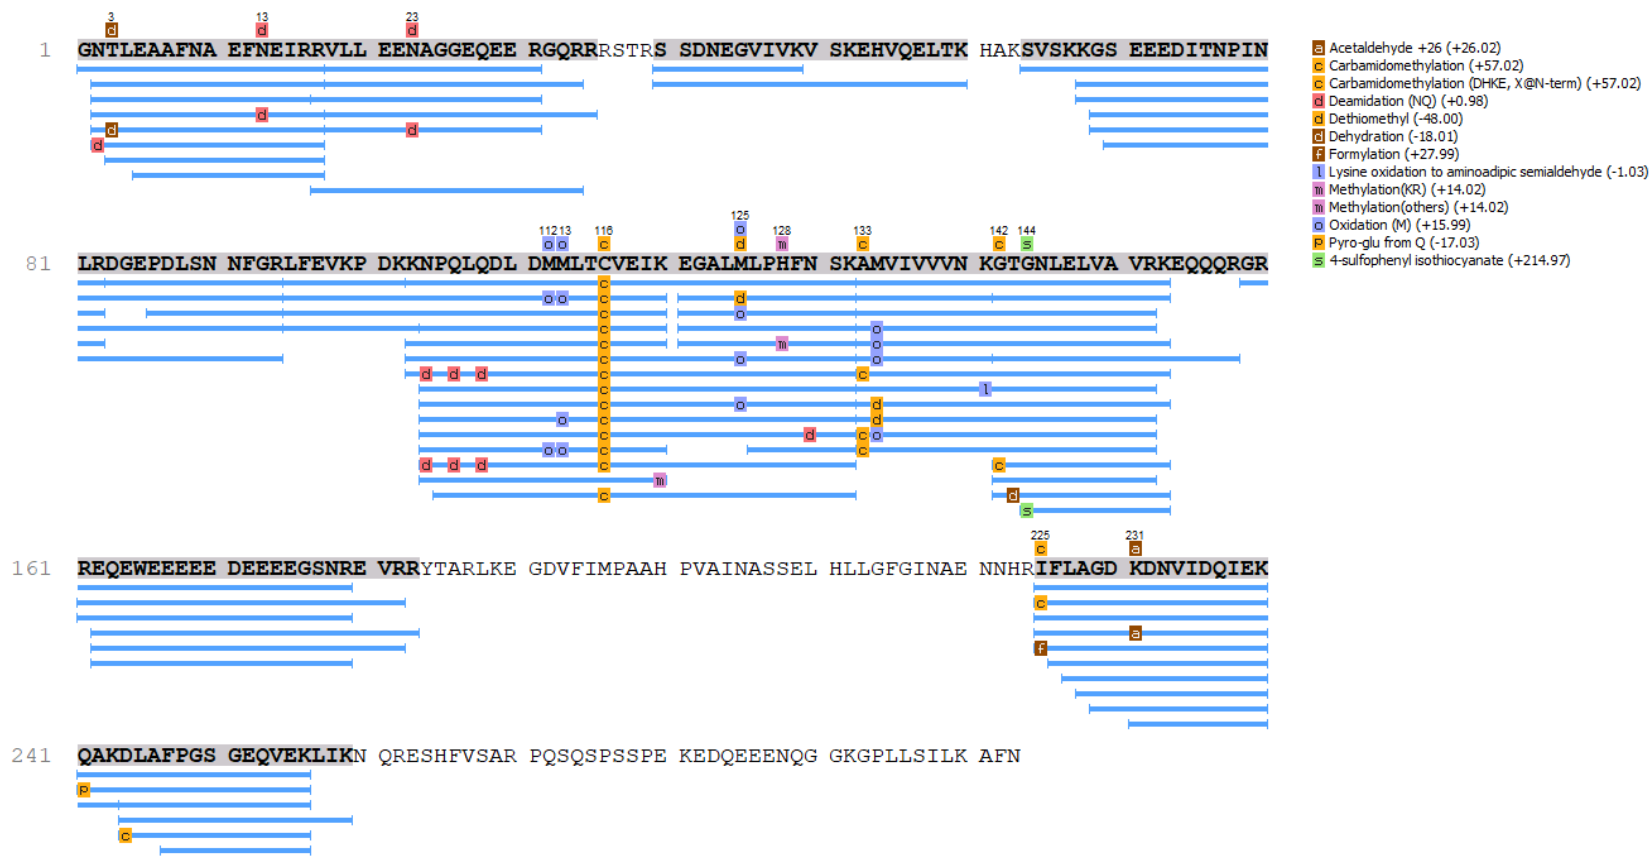 3 13 23
d d d
1 GNTLEAAFNA EFNEIRRVLL EENAGGEQEE RGQRRRSTRS SDNEGVIVKV SKEHVQELTK HAKSVSKKGS EEEDITNPIN
d
d d
d
125
112 13 116 o 128 133 142 144
o o c d m c c s
81 LRDGEPDLSN NFGRLFEVKP DKKNPQLQDL DMMLTCVEIK EGALMLPHFN SKAMVIVVVN KGTGNLELVA VRKEQQQRGR
c
o o c d
c o
c o
c m o
c o o
d d d c c
c l
c o d
o c d
c d c o
o o c c
d d d c c
c m
c d
s
225 231
c a
161 REQEWEEEEE DEEEEGSNRE VRRYTARLKE GDVFIMPAAH PVAINASSEL HLLGFGINAE NNHRIFLAGD KDNVIDQIEK
c
a
f
241 QAKDLAFPGS GEQVEKLIKN QRESHFVSAR PQSQSPSSPE KEDQEEENQG GKGPLLSILK AFN
p
c
a Acetaldehyde +26 (+26.02)
c Carbamidomethylation (+57.02)
c Carbamidomethylation (DHKE, X@N-term) (+57.02)
d Deamidation (NQ) (+0.98)
d Dethiomethyl (-48.00)
d Dehydration (-18.01)
f Formylation (+27.99)
l Lysine oxidation to aminoadipic semialdehyde (-1.03)
m Methylation(KR) (+14.02)
m Methylation(others) (+14.02)
o Oxidation (M) (+15.99)
p Pyro-glu from Q (-17.03)
s 4-sulfophenyl isothiocyanate (+214.97)